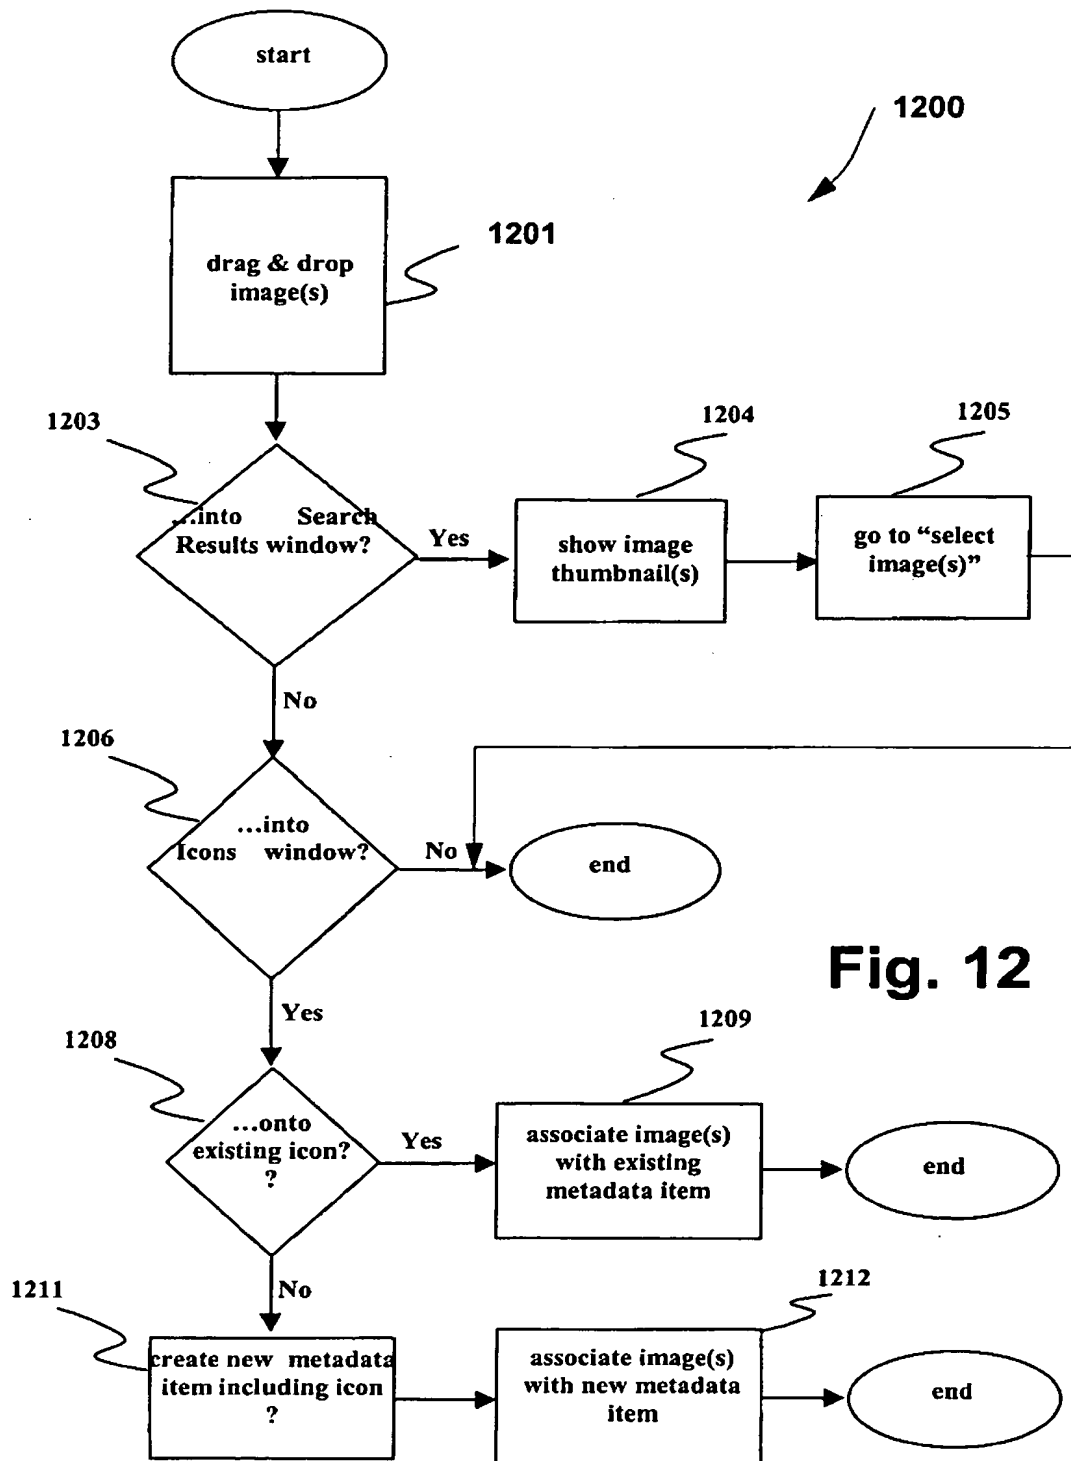 start
1200
1201
drag & drop
image(s)
1203
1204
1205
...into Search
Results window?
Yes
show image
thumbnail(s)
go to “select
image(s)”
No
1206
...into
Icons window?
No
end
Fig. 12
Yes
1208
1209
...onto
existing icon?
?
Yes
associate image(s)
with existing
metadata item
end
No
1211
1212
create new metadata
item including icon
?
associate image(s)
with new metadata
item
end